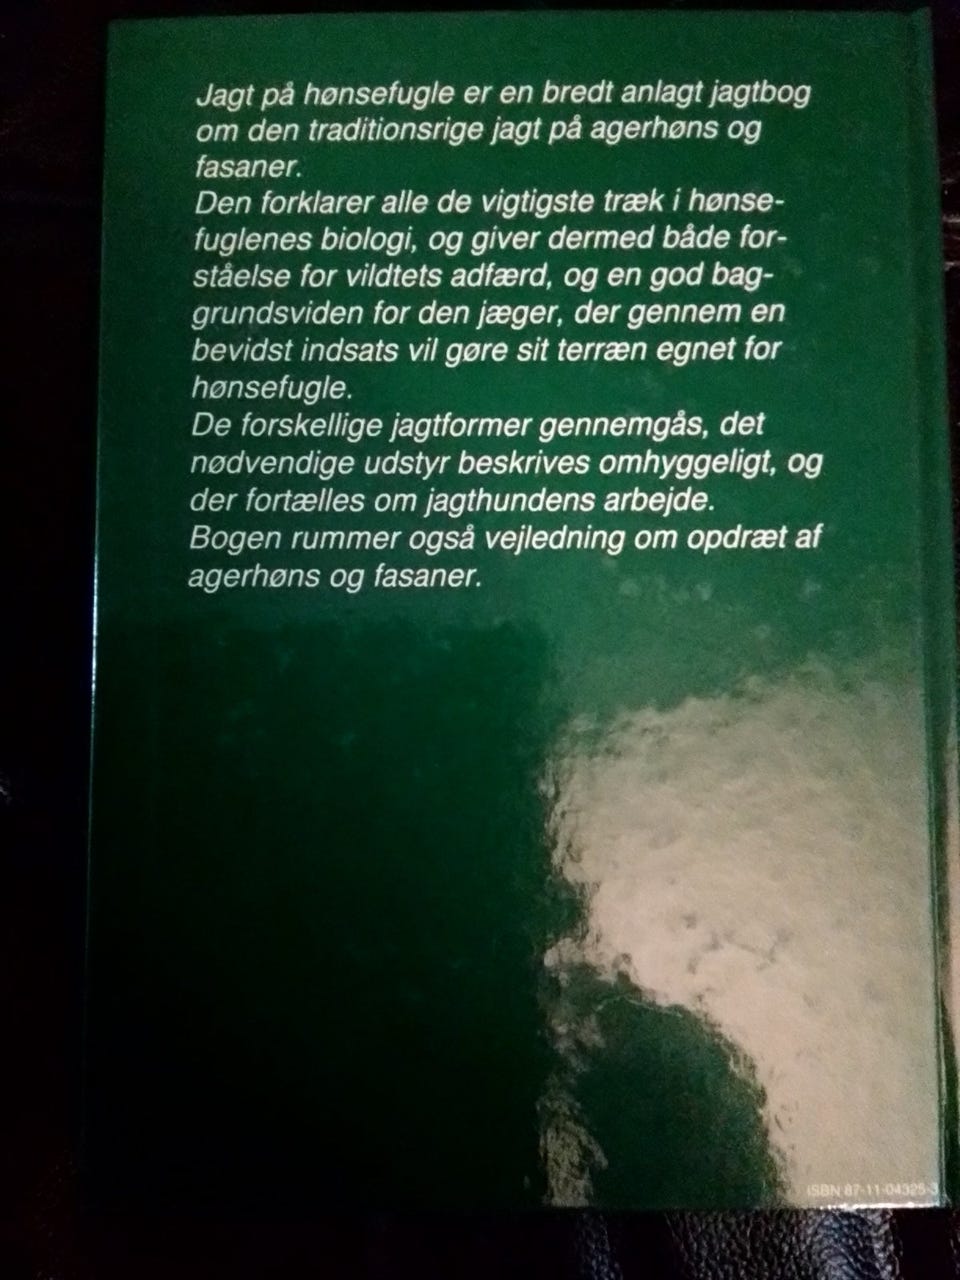 Jagt på hønsefugle er en bredt anlagt jagtbog
om den traditionsrige jagt på agerhøns og
fasaner.
Den forklarer alle de vigtigste træk i hønse-
fuglenes biologi, og giver dermed både for-
ståelse for vildtets adfærd, og en god bag-
grundsviden for den jæger, der gennem en
bevidst indsats vil gøre sit terræn egnet for
hønsefugle.
De forskellige jagtformer gennemgås, det
nødvendige udstyr beskrives omhyggeligt, og
der fortælles om jagthundens arbejde.
Bogen rummer også vejledning om opdræt af
agerhøns og fasaner.
ISBN 87-11-04325-3